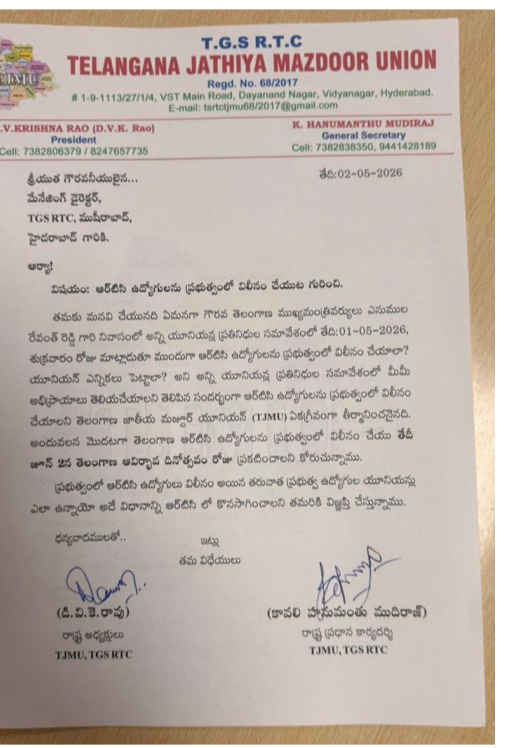 TJMU
T.G.S R.T.C
TELANGANA JATHIYA MAZDOOR UNION
Regd. No. 68/2017
# 1-9-1113/27/1/4, VST Main Road, Dayanand Nagar, Vidyanagar, Hyderabad.
E-mail: tsrtctjmu68/2017@gmail.com
.V.KRISHNA RAO (D.V.K. Rao)
President
Cell: 7382806379 / 8247657735
K. HANUMANTHU MUDIRAJ
General Secretary
Cell: 7382838350, 9441428189
శ్రీయుత గౌరవనీయులైన...
తేది:02-05-2026
మేనేజింగ్ డైరెక్టర్,
TGS RTC, ముషీరాబాద్,
హైదరాబాద్ గారికి.
ఆర్యా!
విషయం: ఆర్‌టిసి ఉద్యోగులను ప్రభుత్వంలో విలీనం చేయుట గురించి.
తమకు మనవి చేయునది ఏమనగా గౌరవ తెలంగాణ ముఖ్యమంత్రివర్యులు ఎనుముల
రేవంత్ రెడ్డి గారి నివాసంలో అన్ని యూనియన్ల ప్రతినిధుల సమావేశంలో తేది:01-05-2026,
శుక్రవారం రోజు మాట్లాడుతూ ముందుగా ఆర్‌టిసి ఉద్యోగులను ప్రభుత్వంలో విలీనం చేయాలా?
యూనియన్ ఎన్నికలు పెట్టాలా? అని అన్ని యూనియన్ల ప్రతినిధుల సమావేశంలో మీమీ
అభిప్రాయాలు తెలియచేయాలని తెలిపిన సందర్భంగా ఆర్‌టిసి ఉద్యోగులను ప్రభుత్వంలో విలీనం
చేయాలని తెలంగాణ జాతీయ మజ్దూర్ యూనియన్ (TJMU) ఏకగ్రీవంగా తీర్మానించనైనది.
అందువలన మొదటగా తెలంగాణ ఆర్‌టిసి ఉద్యోగులను ప్రభుత్వంలో విలీనం చేయు తేదీ
జూన్ 2న తెలంగాణ ఆవిర్భావ దినోత్సవం రోజు ప్రకటించాలని కోరుచున్నాము.
ప్రభుత్వంలో ఆర్‌టిసి ఉద్యోగులు విలీనం అయిన తరువాత ప్రభుత్వ ఉద్యోగుల యూనియన్లు
ఎలా ఉన్నాయో అదే విధానాన్ని ఆర్‌టిసి లో కొనసాగించాలని తమరికి విజ్ఞప్తి చేస్తున్నాము.
ధన్యవాదములతో..
ఇట్లు
తమ విధేయులు
(డి.వి.కె.రావు)
రాష్ట్ర అధ్యక్షులు
TJMU, TGS RTC
(కావలి హనుమంతు ముదిరాజ్)
రాష్ట్ర ప్రధాన కార్యదర్శి
TJMU, TGS RTC